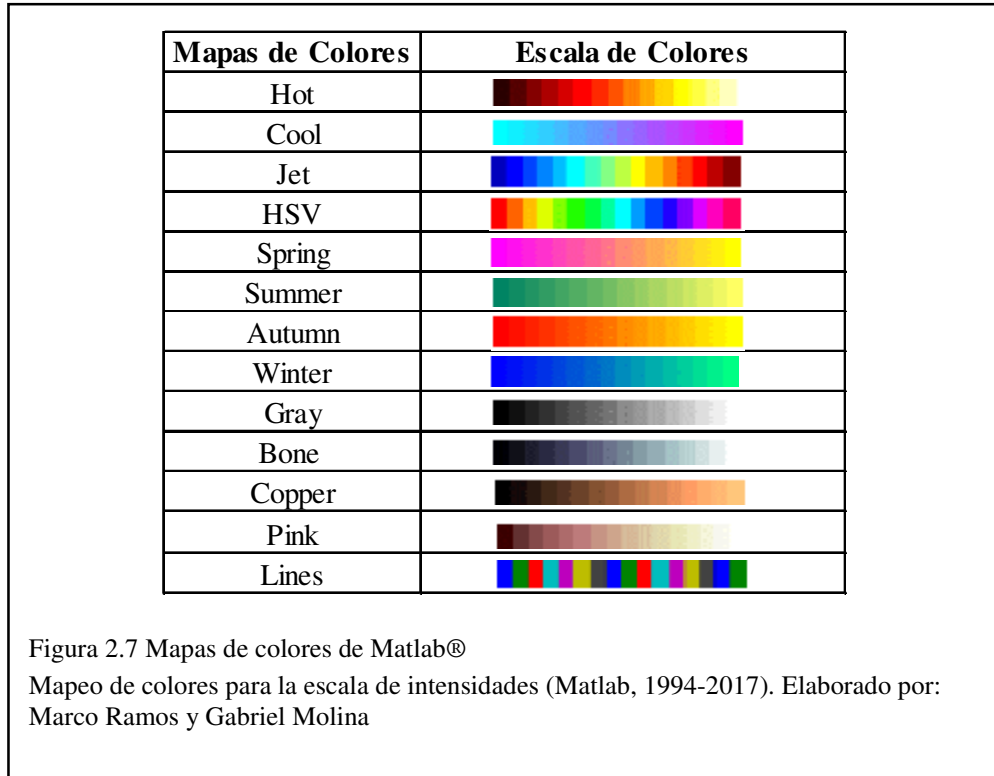 Mapas de Colores Escala de Colores
Hot
Cool
Jet
HSV
Spring
Summer
Autumn
Winter
Gray
Bone
Copper
Pink
Lines
Figura 2.7 Mapas de colores de Matlab®
Mapeo de colores para la escala de intensidades (Matlab, 1994-2017). Elaborado por:
Marco Ramos y Gabriel Molina